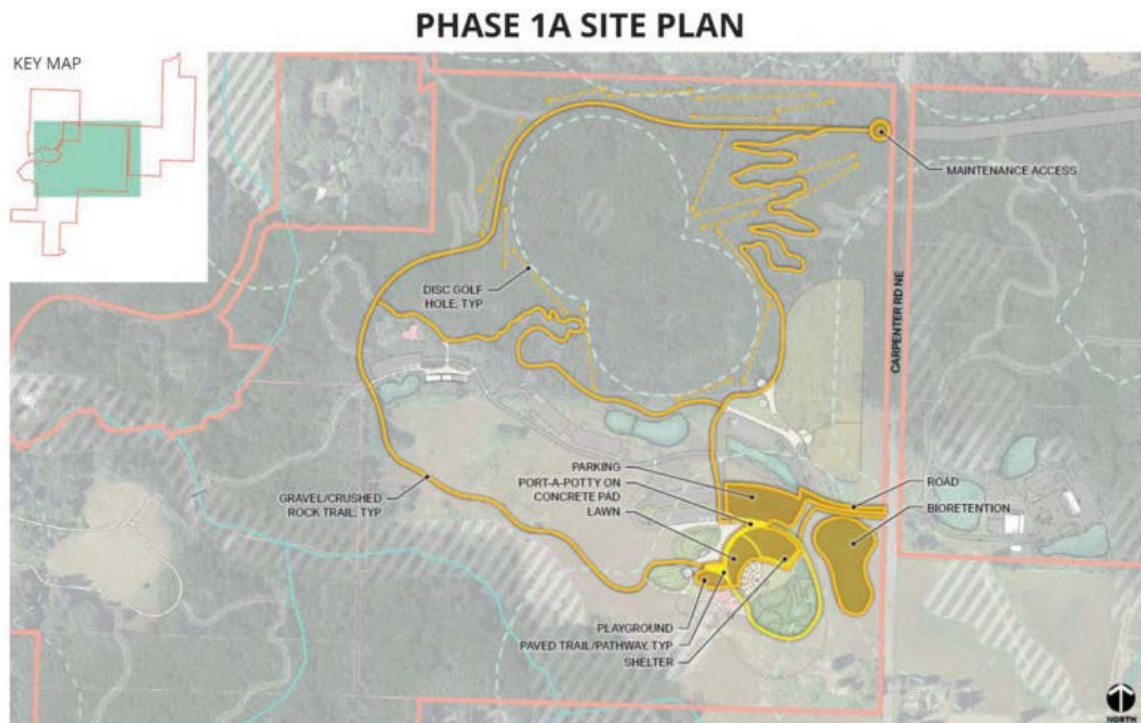 PHASE 1A SITE PLAN
KEY MAP
MAINTENANCE ACCESS
DISC GOLF
HOLE, TYP
CARPENTER RD NE
PARKING
PORT-A-POTTY ON
CONCRETE PAD
LAWN
GRAVEL/CRUSHED
ROCK TRAIL, TYP
ROAD
BIORETENTION
PLAYGROUND
PAVED TRAIL/PATHWAY, TYP
SHELTER
NORTH